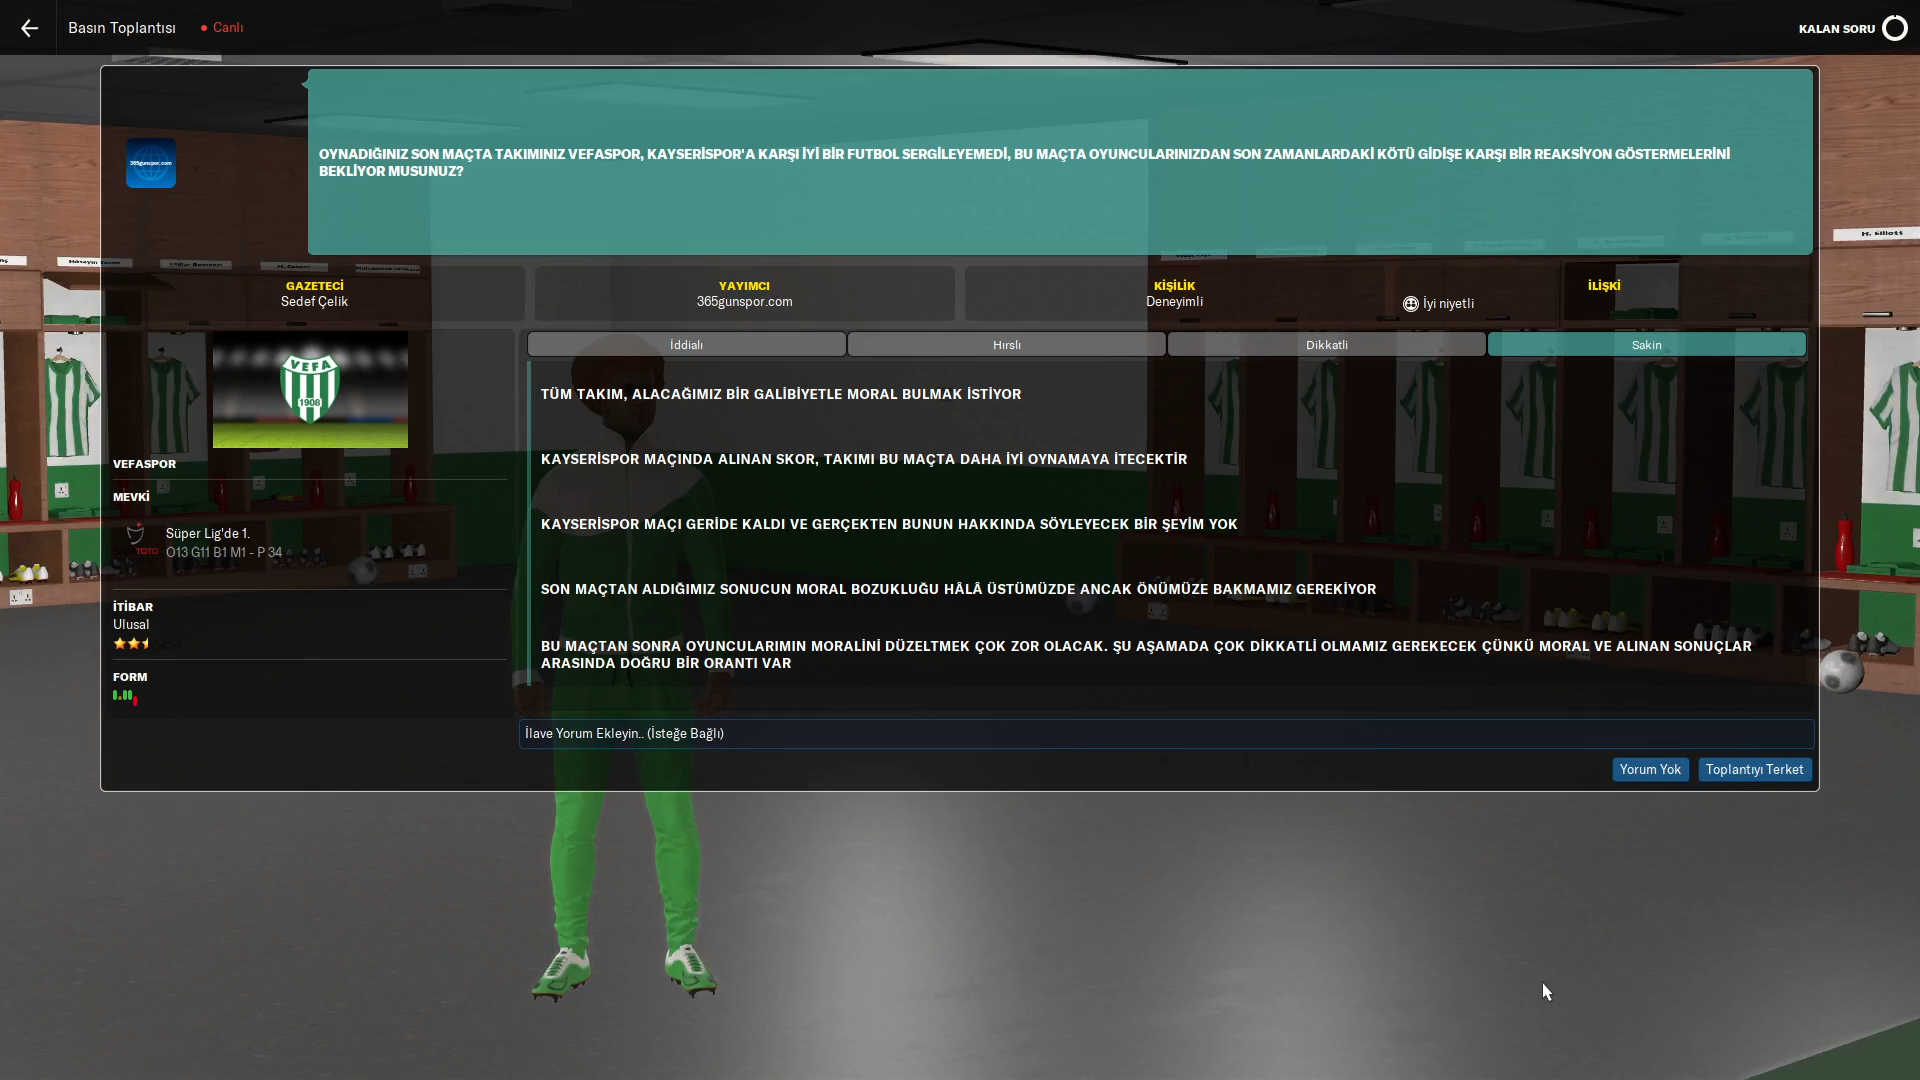 Basın Toplantısı
Canlı
KALAN SORU
365gunspor.com
OYNADIĞINIZ SON MAÇTA TAKIMINIZ VEFASPOR, KAYSERİSPOR'A KARŞI İYİ BİR FUTBOL SERGİLEYEMEDİ, BU MAÇTA OYUNCULARINIZDAN SON ZAMANLARDAKİ KÖTÜ GİDİŞE KARŞI BİR REAKSİYON GÖSTERMELERİNİ
BEKLİYOR MUSUNUZ?
H. Elliott
GAZETECİ
Sedef Çelik
YAYIMCI
365gunspor.com
KİŞİLİK
Deneyimli
İLİŞKİ
İyi niyetli
İddialı
Hırslı
Dikkatli
Sakin
VEFA
1908
VEFASPOR
MEVKİ
Süper Lig'de 1.
O13 G11 B1 M1 - P 34
İTİBAR
Ulusal
FORM
TÜM TAKIM, ALACAĞIMIZ BİR GALİBİYETLE MORAL BULMAK İSTİYOR
KAYSERİSPOR MAÇINDA ALINAN SKOR, TAKIMI BU MAÇTA DAHA İYİ OYNAMAYA İTECEKTİR
KAYSERİSPOR MAÇI GERİDE KALDI VE GERÇEKTEN BUNUN HAKKINDA SÖYLEYECEK BİR ŞEYİM YOK
SON MAÇTAN ALDIĞIMIZ SONUCUN MORAL BOZUKLUĞU HÂLÂ ÜSTÜMÜZDE ANCAK ÖNÜMÜZE BAKMAMIZ GEREKİYOR
BU MAÇTAN SONRA OYUNCULARIMIN MORALİNİ DÜZELTMEK ÇOK ZOR OLACAK. ŞU AŞAMADA ÇOK DİKKATLİ OLMAMIZ GEREKECEK ÇÜNKÜ MORAL VE ALINAN SONUÇLAR
ARASINDA DOĞRU BİR ORANTI VAR
İlave Yorum Ekleyin.. (İsteğe Bağlı)
Yorum Yok
Toplantıyı Terket